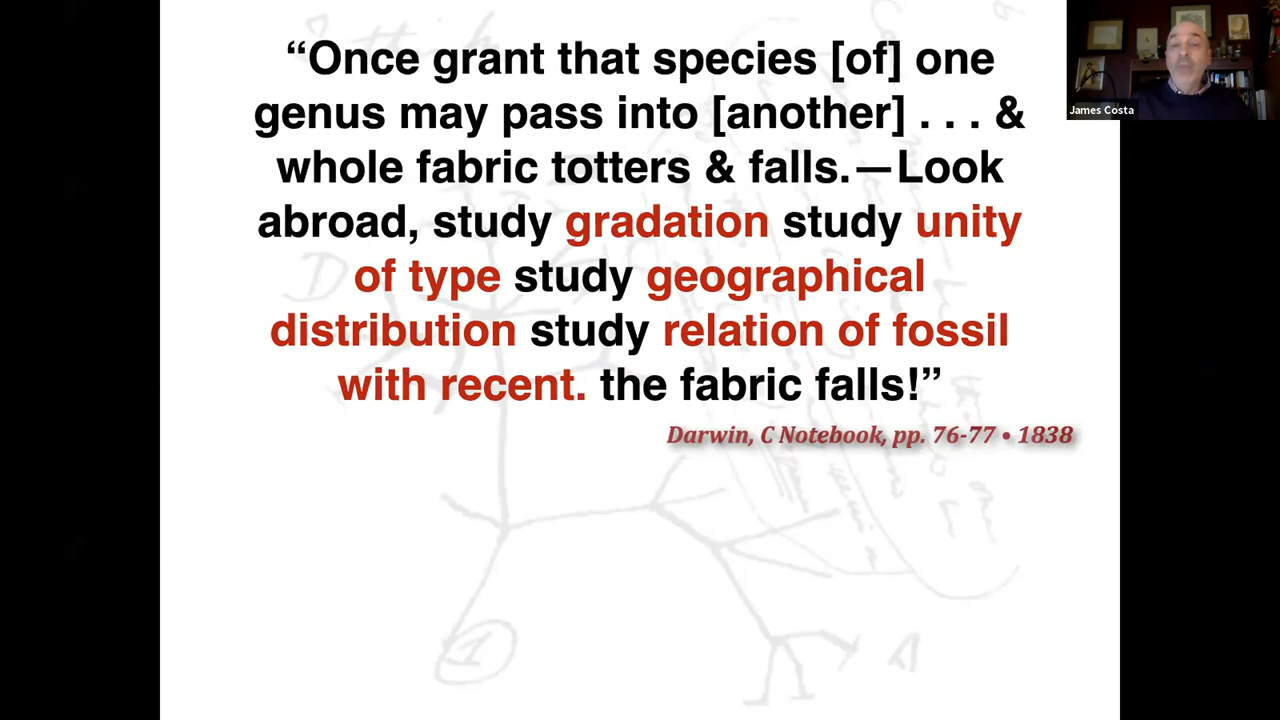 “Once grant that species [of] one
genus may pass into [another] . . . &
whole fabric totters & falls.—Look
abroad, study gradation study unity
of type study geographical
distribution study relation of fossil
with recent. the fabric falls!”
Darwin, C Notebook, pp. 76-77 • 1838
James Costa
D
1
A